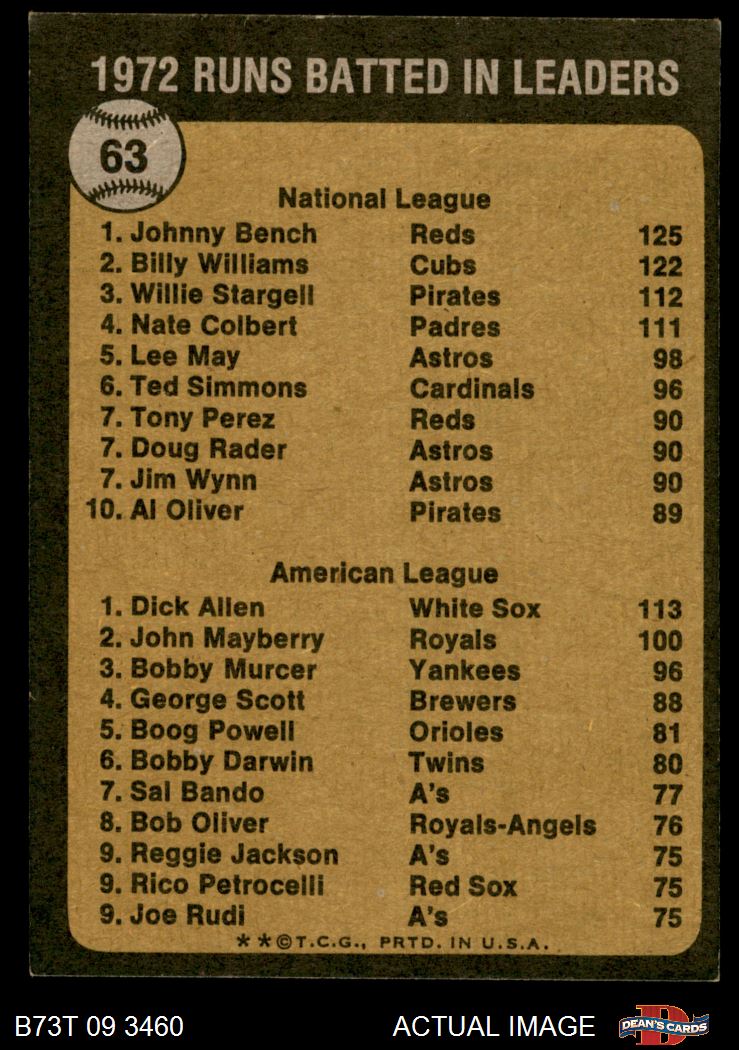 1972 RUNS BATTED IN LEADERS
63
National League
1. Johnny Bench Reds 125
2. Billy Williams Cubs 122
3. Willie Stargell Pirates 112
4. Nate Colbert Padres 111
5. Lee May Astros 98
6. Ted Simmons Cardinals 96
7. Tony Perez Reds 90
7. Doug Rader Astros 90
7. Jim Wynn Astros 90
10. Al Oliver Pirates 89
American League
1. Dick Allen White Sox 113
2. John Mayberry Royals 100
3. Bobby Murcer Yankees 96
4. George Scott Brewers 88
5. Boog Powell Orioles 81
6. Bobby Darwin Twins 80
7. Sal Bando A's 77
8. Bob Oliver Royals-Angels 76
9. Reggie Jackson A's 75
9. Rico Petrocelli Red Sox 75
9. Joe Rudi A's 75
* * © T.C.G., PRTD. IN U.S.A.
B73T 09 3460 ACTUAL IMAGE D DEAN'S CARDS